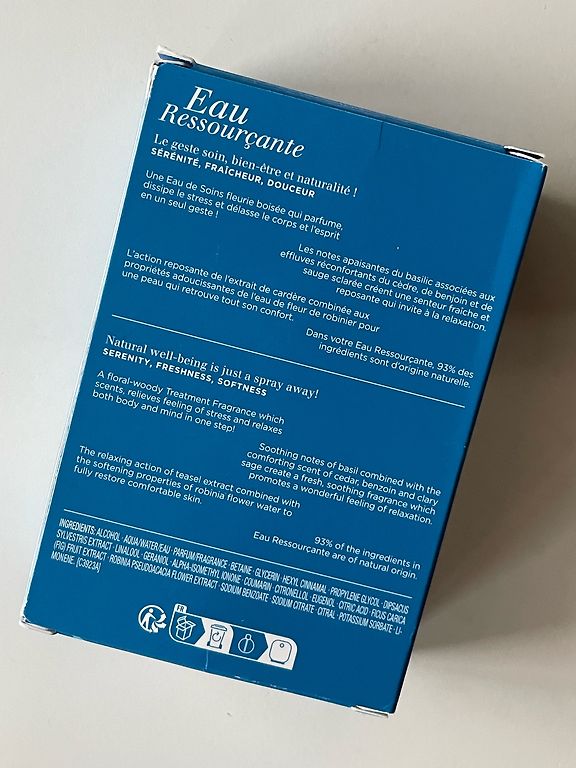 Eau
Ressourçante
Le geste soin, bien-être et naturalité !
SÉRÉNITÉ, FRAÎCHEUR, DOUCEUR
Une Eau de Soins fleurie boisée qui parfume,
dissipe le stress et délasse le corps et l'esprit
en un seul geste !
Les notes apaisantes du basilic associées aux
effluves réconfortants du cèdre, de benjoin et de
sauge sclarée créent une senteur fraîche et
reposante qui invite à la relaxation.
L'action reposante de l'extrait de cardère combinée aux
propriétés adoucissantes de l'eau de fleur de robinier pour
une peau qui retrouve tout son confort.
Dans votre Eau Ressourçante, 93% des
ingrédients sont d'origine naturelle.
Natural well-being is just a spray away!
SERENITY, FRESHNESS, SOFTNESS
A floral-woody Treatment Fragrance which
scents, relieves feeling of stress and relaxes
both body and mind in one step!
Soothing notes of basil combined with the
comforting scent of cedar, benzoin and clary
sage create a fresh, soothing fragrance which
promotes a wonderful feeling of relaxation.
The relaxing action of teasel extract combined with
the softening properties of robinia flower water to
fully restore comfortable skin.
93% of the ingredients in
Eau Ressourçante are of natural origin.
INGREDIENTS: ALCOHOL · AQUA/WATER/EAU · PARFUM/FRAGRANCE · BETAINE · GLYCERIN · HEXYL CINNAMAL · PROPYLENE GLYCOL · DIPSACUS
SYLVESTRIS EXTRACT · LINALOOL · GERANIOL · ALPHA-ISOMETHYL IONONE · COUMARIN · CITRONELLOL · EUGENOL · CITRIC ACID · FICUS CARICA
(FIG) FRUIT EXTRACT · ROBINIA PSEUDOACACIA FLOWER EXTRACT · SODIUM BENZOATE · SODIUM CITRATE · CITRAL · POTASSIUM SORBATE · LI-
MONENE. [C3923A]
FR